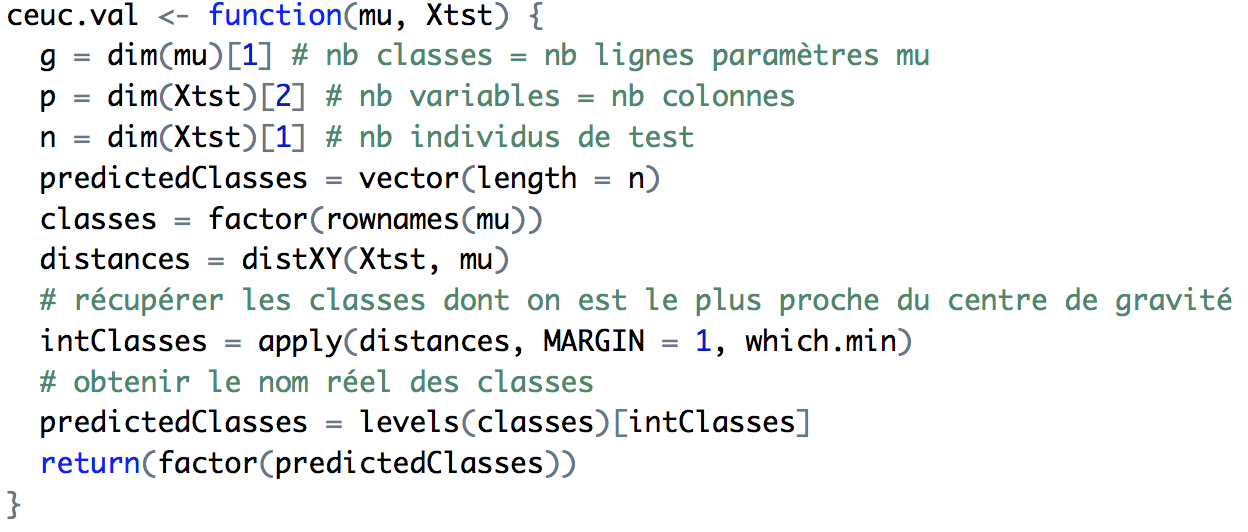 ceuc.val <- function(mu, Xtst) {
  g = dim(mu)[1] # nb classes = nb lignes paramètres mu
  p = dim(Xtst)[2] # nb variables = nb colonnes
  n = dim(Xtst)[1] # nb individus de test
  predictedClasses = vector(length = n)
  classes = factor(rownames(mu))
  distances = distXY(Xtst, mu)
  # récupérer les classes dont on est le plus proche du centre de gravité
  intClasses = apply(distances, MARGIN = 1, which.min)
  # obtenir le nom réel des classes
  predictedClasses = levels(classes)[intClasses]
  return(factor(predictedClasses))
}